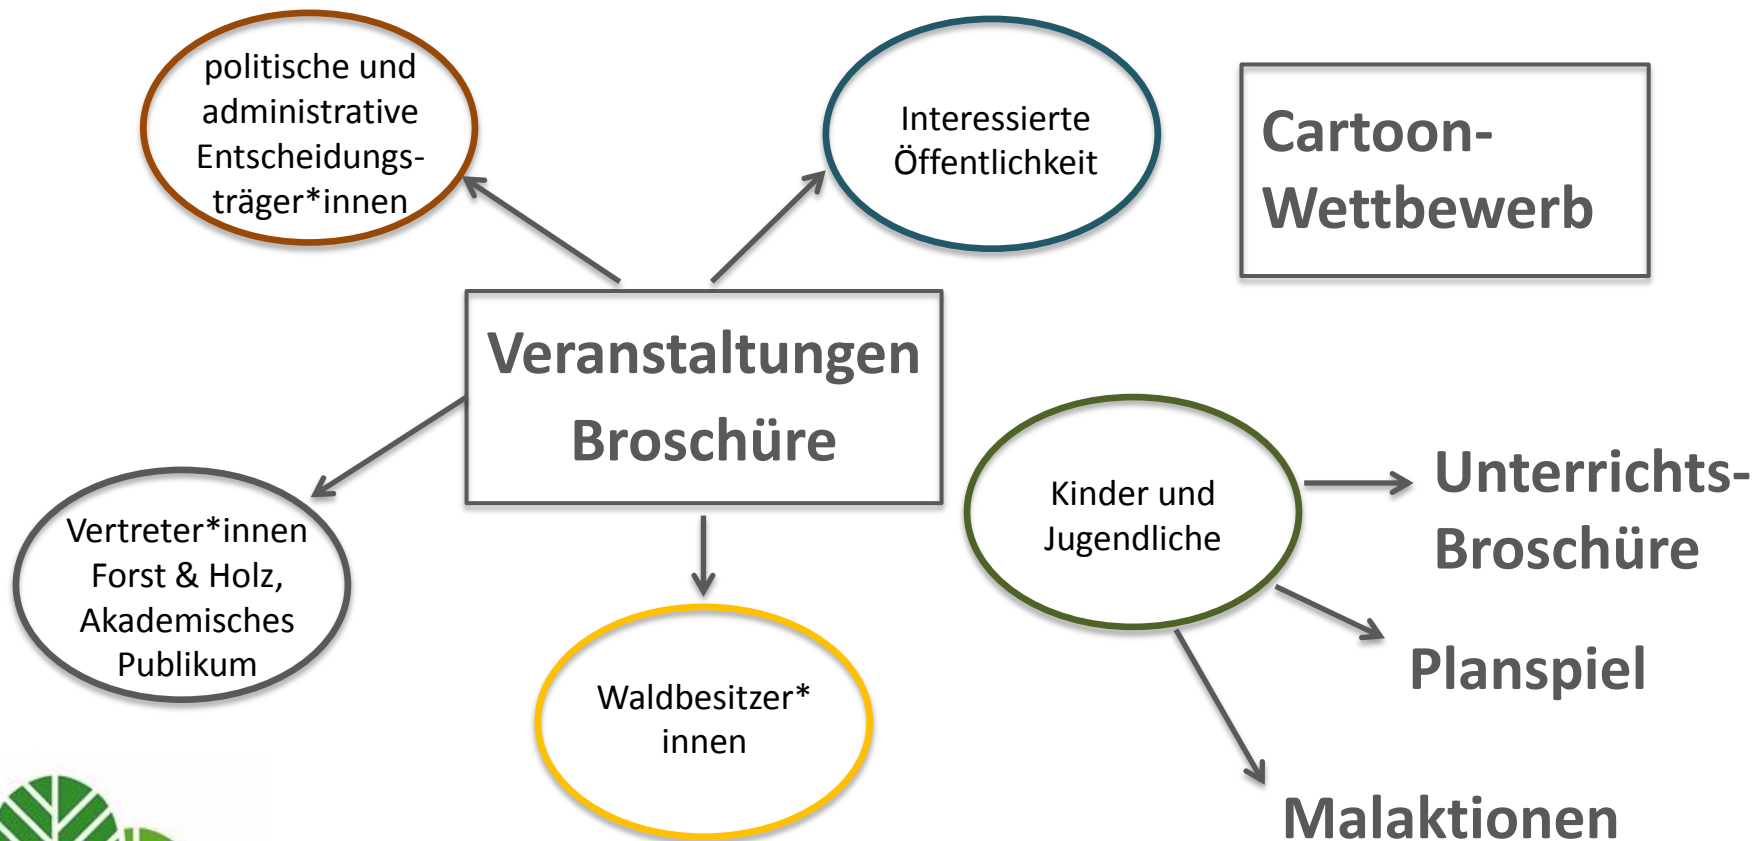 politische und
administrative
Entscheidungs-
träger*innen
Interessierte
Öffentlichkeit
Cartoon-
Wettbewerb
Veranstaltungen
Broschüre
Vertreter*innen
Forst & Holz,
Akademisches
Publikum
Waldbesitzer*
innen
Kinder und
Jugendliche
Unterrichts-
Broschüre
Planspiel
Malaktionen